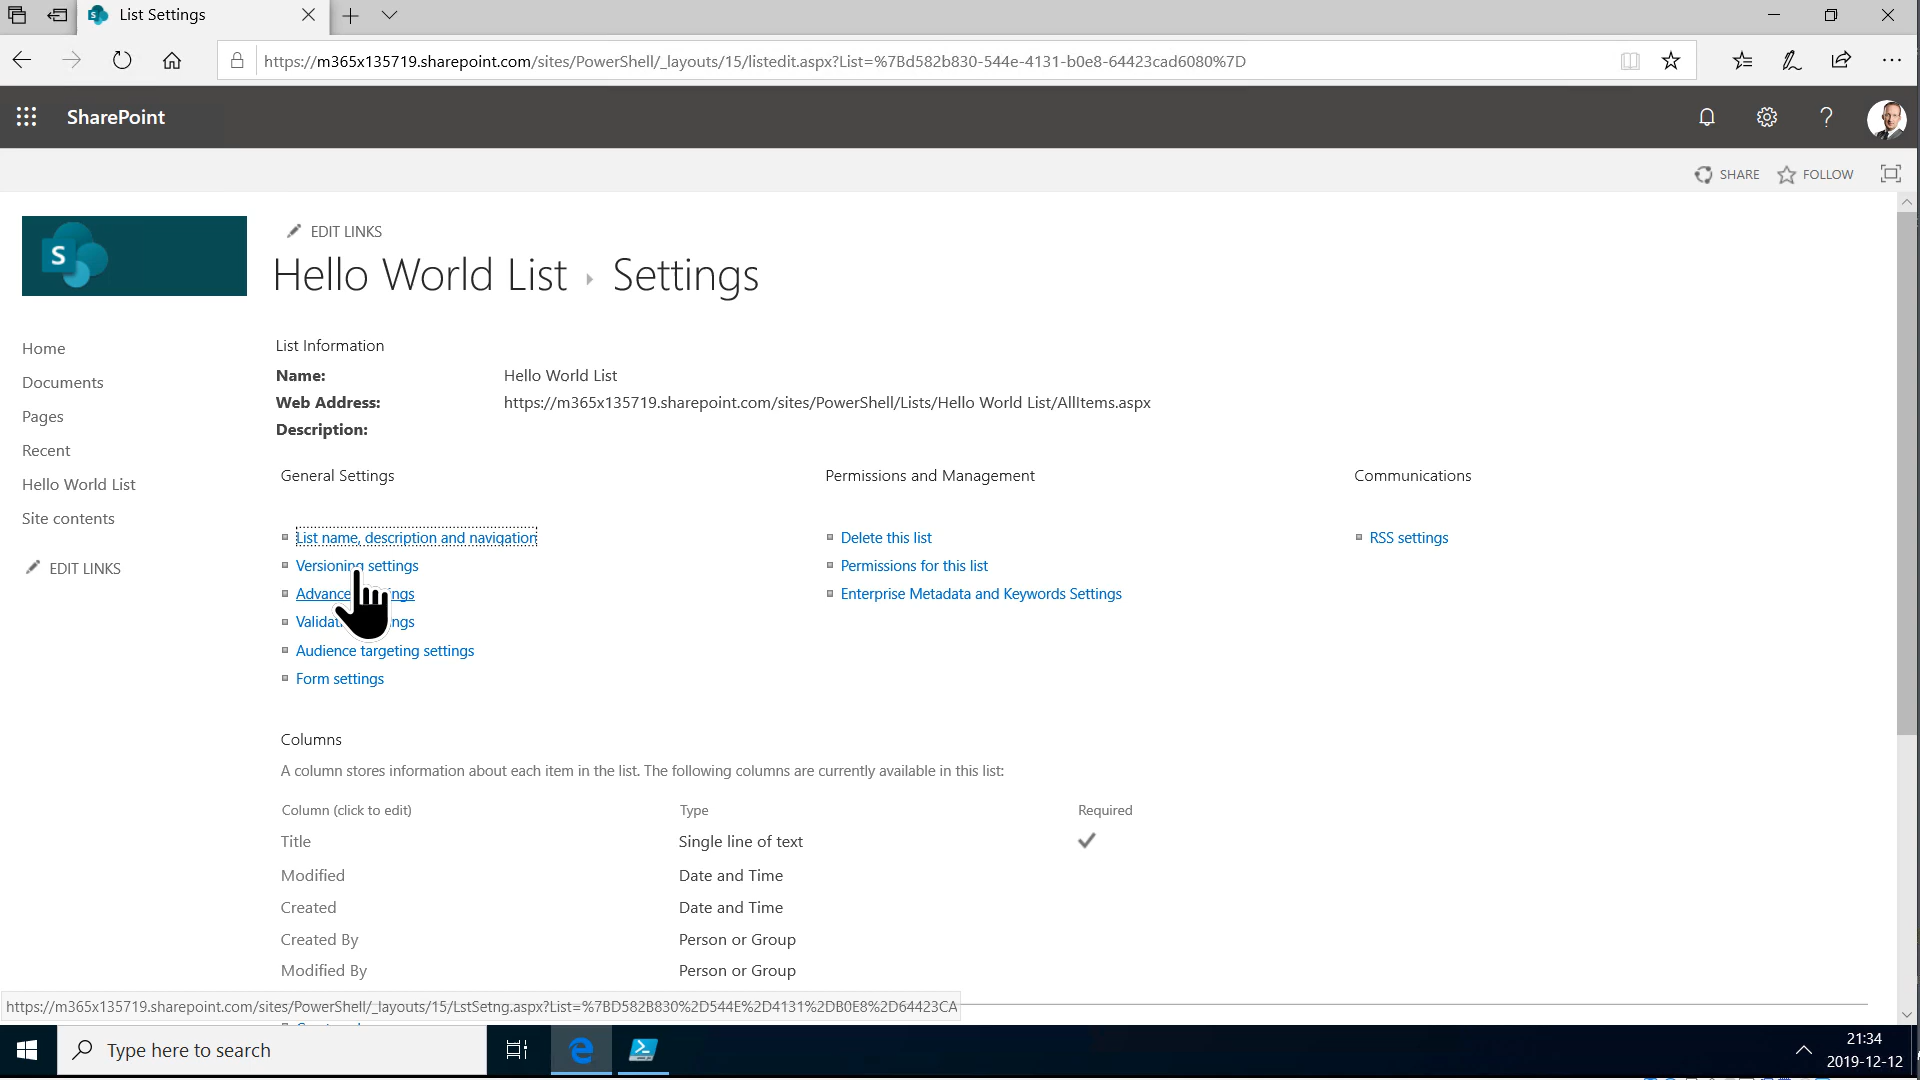 List Settings
https://m365x135719.sharepoint.com/sites/PowerShell/_layouts/15/listedit.aspx?List=%7Bd582b830-544e-4131-b0e8-64423cad6080%7D
SharePoint
SHARE
FOLLOW
S
EDIT LINKS
Hello World List Settings
Home
Documents
Pages
Recent
Hello World List
Site contents
EDIT LINKS
List Information
Name: Hello World List
Web Address: https://m365x135719.sharepoint.com/sites/PowerShell/Lists/Hello World List/AllItems.aspx
Description:
General Settings
List name, description and navigation
Versioning settings
Audience targeting settings
Form settings
Permissions and Management
Delete this list
Permissions for this list
Enterprise Metadata and Keywords Settings
Communications
RSS settings
Columns
A column stores information about each item in the list. The following columns are currently available in this list:
Column (click to edit) Type Required
Title Single line of text
Modified Date and Time
Created Date and Time
Created By Person or Group
Modified By Person or Group
https://m365x135719.sharepoint.com/sites/PowerShell/_layouts/15/LstSetng.aspx?List=%7BD582B830%2D544E%2D4131%2DB0E8%2D64423CA
Type here to search
21:34
2019-12-12